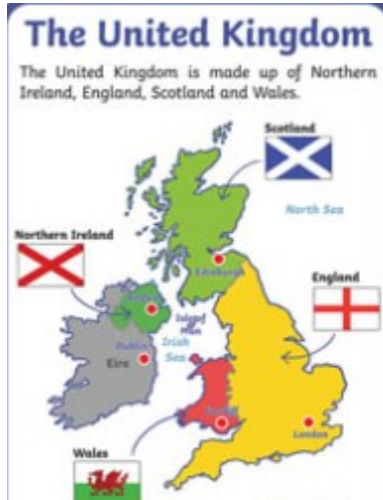 The United Kingdom
The United Kingdom is made up of Northern
Ireland, England, Scotland and Wales.
Scotland
North Sea
Northern Ireland
Edinburgh
England
Isle of
Man
Irish
Sea
Dublin
Eire
London
Wales